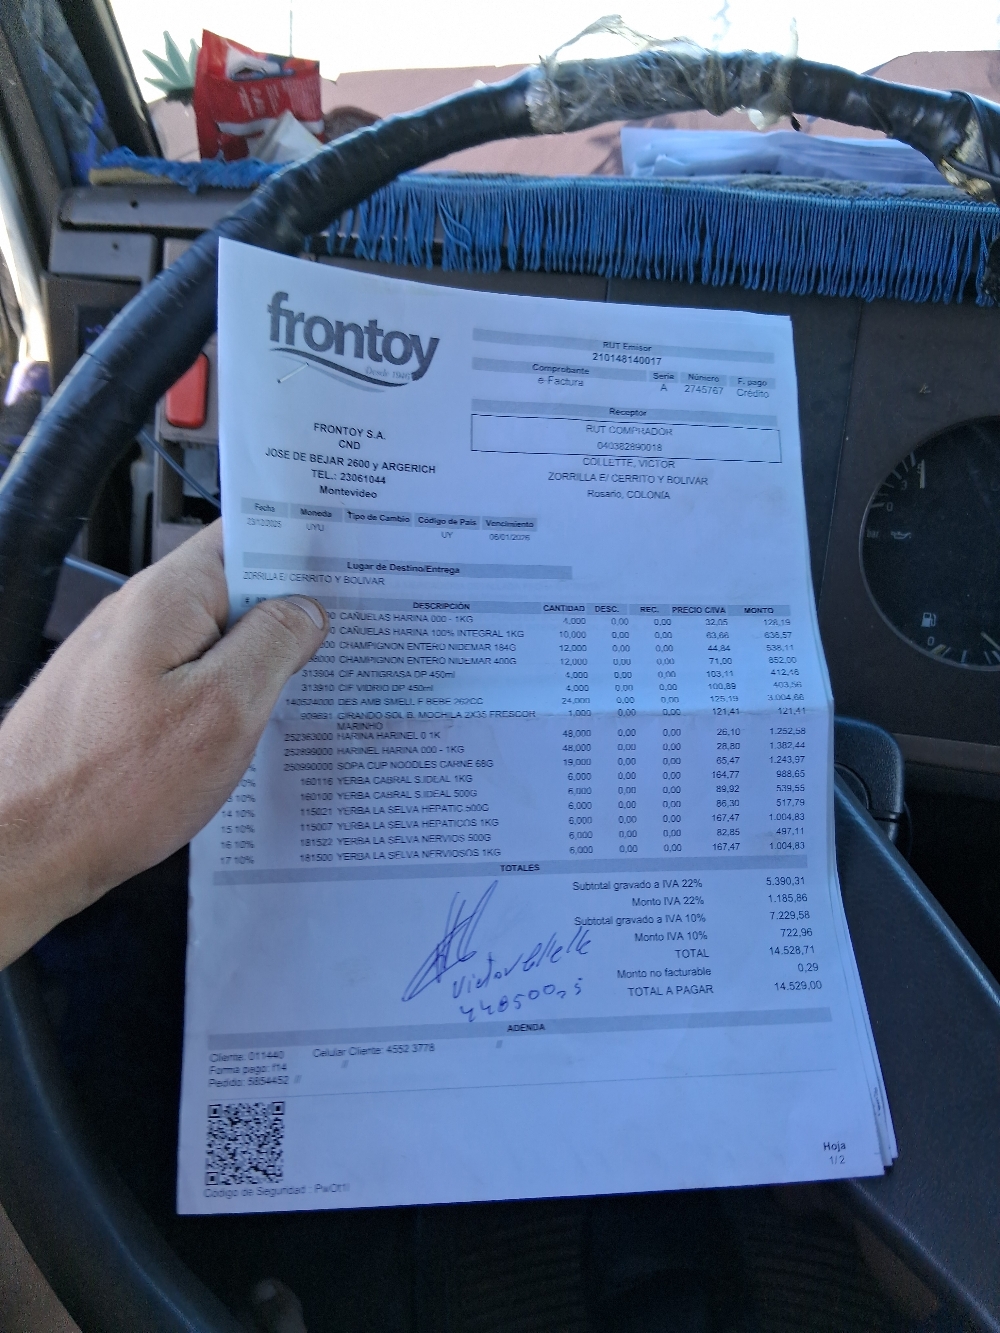 frontoy
Desde 1946
FRONTOY S.A.
CND
JOSE DE BEJAR 2600 y ARGERICH
TEL.: 23061044
Montevideo
RUT Emisor
210148140017
Comprobante Serie Número F. pago
e-Factura A 2745767 Crédito
Receptor
RUT COMPRADOR
040382890018
COLLETTE, VICTOR
ZORRILLA E/ CERRITO Y BOLIVAR
Rosario, COLONIA
Fecha Moneda Tipo de Cambio Código de País Vencimiento
23/12/2025 UYU UY 06/01/2026
Lugar de Destino/Entrega
ZORRILLA E/ CERRITO Y BOLIVAR
# DESCRIPCIÓN CANTIDAD DESC. REC. PRECIO C/IVA MONTO
CAÑUELAS HARINA 000 - 1KG 4,000 0,00 0,00 32,05 128,19
CAÑUELAS HARINA 100% INTEGRAL 1KG 10,000 0,00 0,00 63,66 636,57
CHAMPIGNON ENTERO NIDEMAR 184G 12,000 0,00 0,00 44,84 538,11
CHAMPIGNON ENTERO NIDEMAR 400G 12,000 0,00 0,00 71,00 852,00
313904 CIF ANTIGRASA DP 450ml 4,000 0,00 0,00 103,11 412,18
313910 CIF VIDRIO DP 450ml 4,000 0,00 0,00 100,89 403,56
140524000 DES AMB SMELL F BEBE 262CC 24,000 0,00 0,00 125,19 3.004,66
909691 GIRANDO SOL B. MOCHILA 2X35 FRESCOR 1,000 0,00 0,00 121,41 121,41
MARINHO
252363000 HARINA HARINEL 0 1K 48,000 0,00 0,00 26,10 1.252,58
252899000 HARINEL HARINA 000 - 1KG 48,000 0,00 0,00 28,80 1.382,44
250990000 SOPA CUP NOODLES CARNE 68G 19,000 0,00 0,00 65,47 1.243,97
160116 YERBA CABRAL S.IDEAL 1KG 6,000 0,00 0,00 164,77 988,65
10% 160100 YERBA CABRAL S.IDEAL 500G 6,000 0,00 0,00 89,92 539,55
14 10% 115021 YERBA LA SELVA HEPATIC 500G 6,000 0,00 0,00 86,30 517,79
15 10% 115007 YERBA LA SELVA HEPATICOS 1KG 6,000 0,00 0,00 167,47 1.004,83
16 10% 181522 YERBA LA SELVA NERVIOS 500G 6,000 0,00 0,00 82,85 497,11
17 10% 181500 YERBA LA SELVA NERVIOSOS 1KG 6,000 0,00 0,00 167,47 1.004,83
TOTALES
Subtotal gravado a IVA 22% 5.390,31
Monto IVA 22% 1.185,86
Subtotal gravado a IVA 10% 7.229,58
Monto IVA 10% 722,96
TOTAL 14.528,71
Monto no facturable 0,29
TOTAL A PAGAR 14.529,00
Victor
ADENDA
Cliente: 011440 Celular Cliente: 4552 3778 //
Forma pago: f14 //
Pedido: 5854452 //
Hoja
1/2
Código de Seguridad :